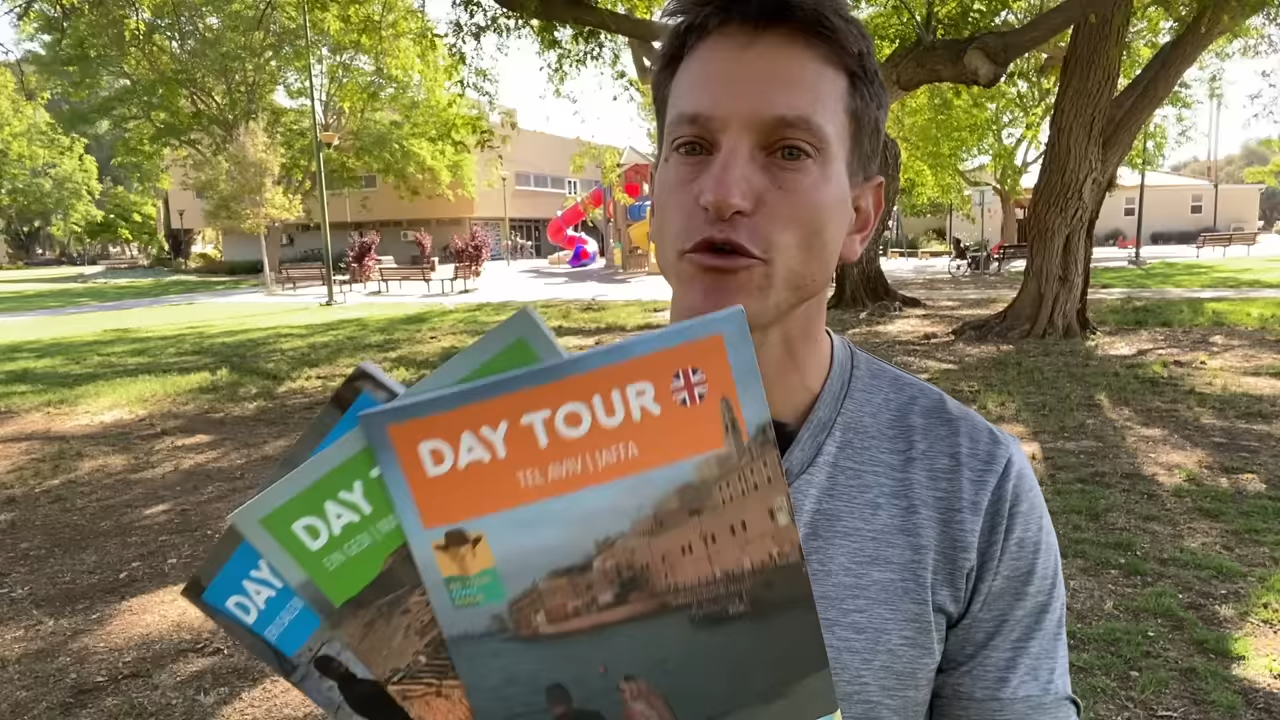 DAY TOUR
TEL AVIV | JAFFA
DAY T
EIN GEDI |
DAY